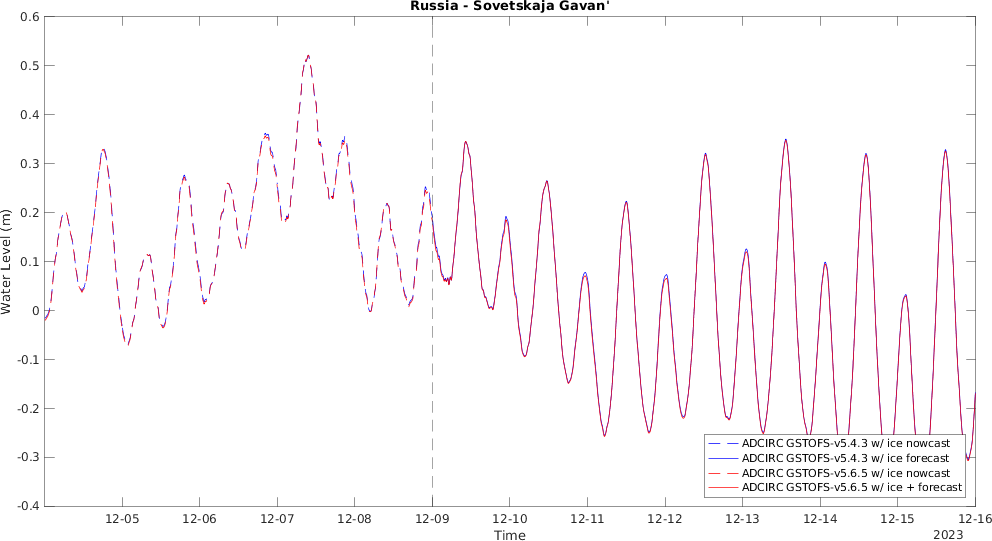 Russia - Sovetskaja Gavan'
0.6
0.5
0.4
0.3
0.2
0.1
0
-0.1
-0.2
-0.3
-0.4
Water Level (m)
ADCIRC GSTOFS-v5.4.3 w/ ice nowcast
ADCIRC GSTOFS-v5.4.3 w/ ice forecast
ADCIRC GSTOFS-v5.6.5 w/ ice nowcast
ADCIRC GSTOFS-v5.6.5 w/ ice + forecast
12-05 12-06 12-07 12-08 12-09 12-10 12-11 12-12 12-13 12-14 12-15 12-16
Time
2023